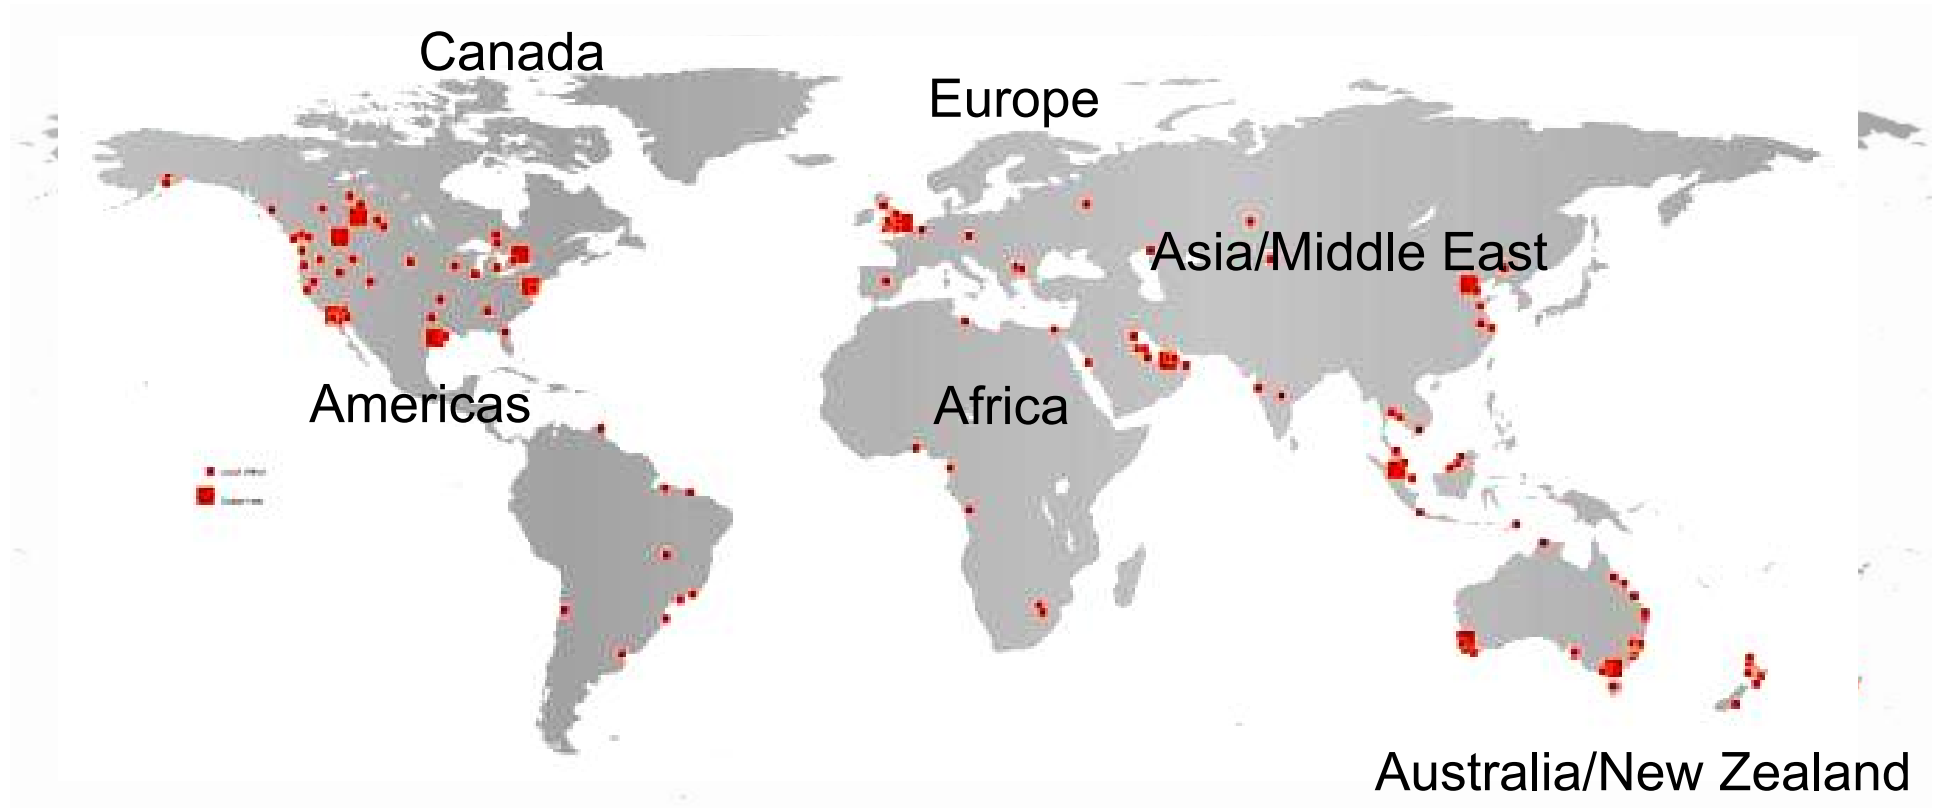 Canada
Europe
Asia/Middle East
Americas
Africa
Australia/New Zealand